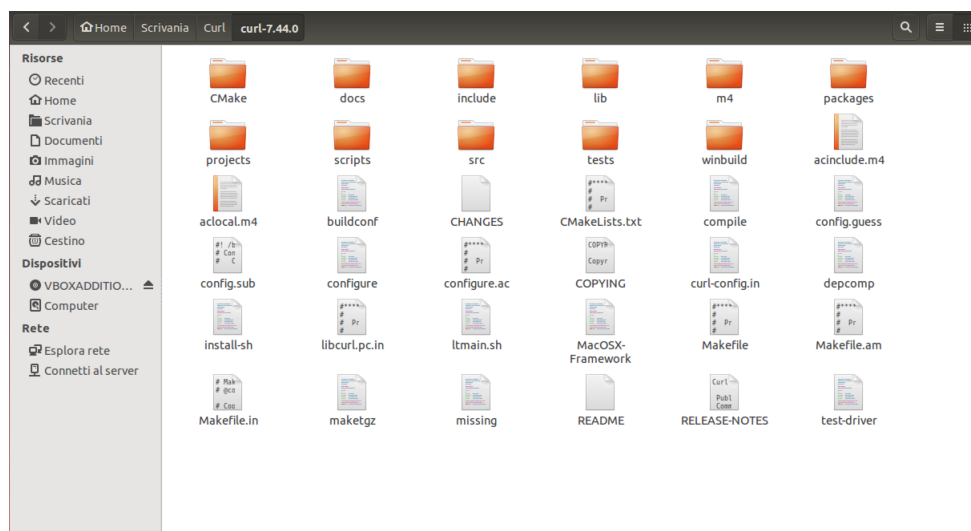 Home Scrivania Curl curl-7.44.0
Risorse
Recenti
Home
Scrivania
Documenti
Immagini
Musica
Scaricati
Video
Cestino
Dispositivi
VBOXADDITIO...
Computer
Rete
Esplora rete
Connetti al server
CMake docs include lib m4 packages
projects scripts src tests winbuild acinclude.m4
aclocal.m4 buildconf CHANGES CMakeLists.txt compile config.guess
config.sub configure configure.ac COPYING curl-config.in depcomp
install-sh libcurl.pc.in ltmain.sh MacOSX-Framework Makefile Makefile.am
Makefile.in maketgz missing README RELEASE-NOTES test-driver